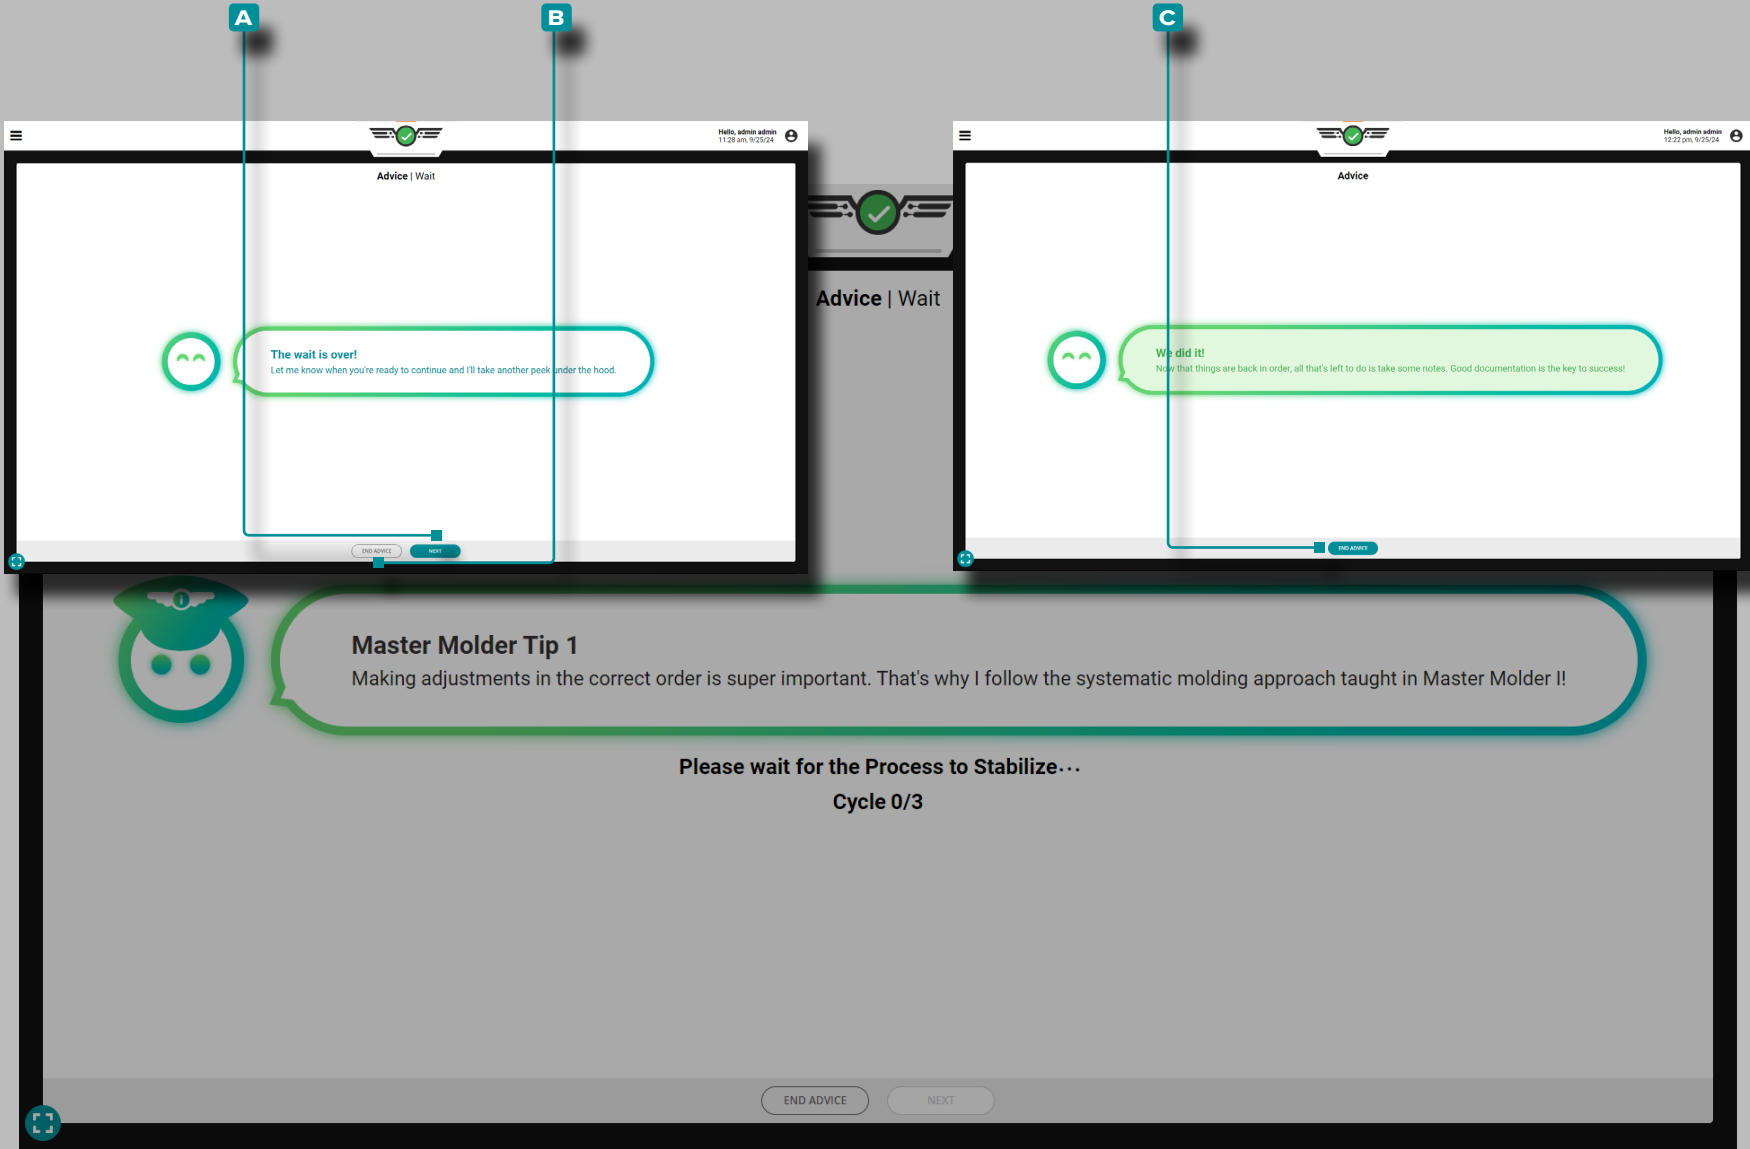 A
B
C
Hello, admin admin
11:28 am, 9/25/24
Advice | Wait
The wait is over!
Let me know when you're ready to continue and I'll take another peek under the hood.
END ADVICE
NEXT
Hello, admin admin
12:22 pm, 9/25/24
Advice
We did it!
Now that things are back in order, all that's left to do is take some notes. Good documentation is the key to success!
END ADVICE
Advice | Wait
Master Molder Tip 1
Making adjustments in the correct order is super important. That's why I follow the systematic molding approach taught in Master Molder I!
Please wait for the Process to Stabilize...
Cycle 0/3
END ADVICE
NEXT